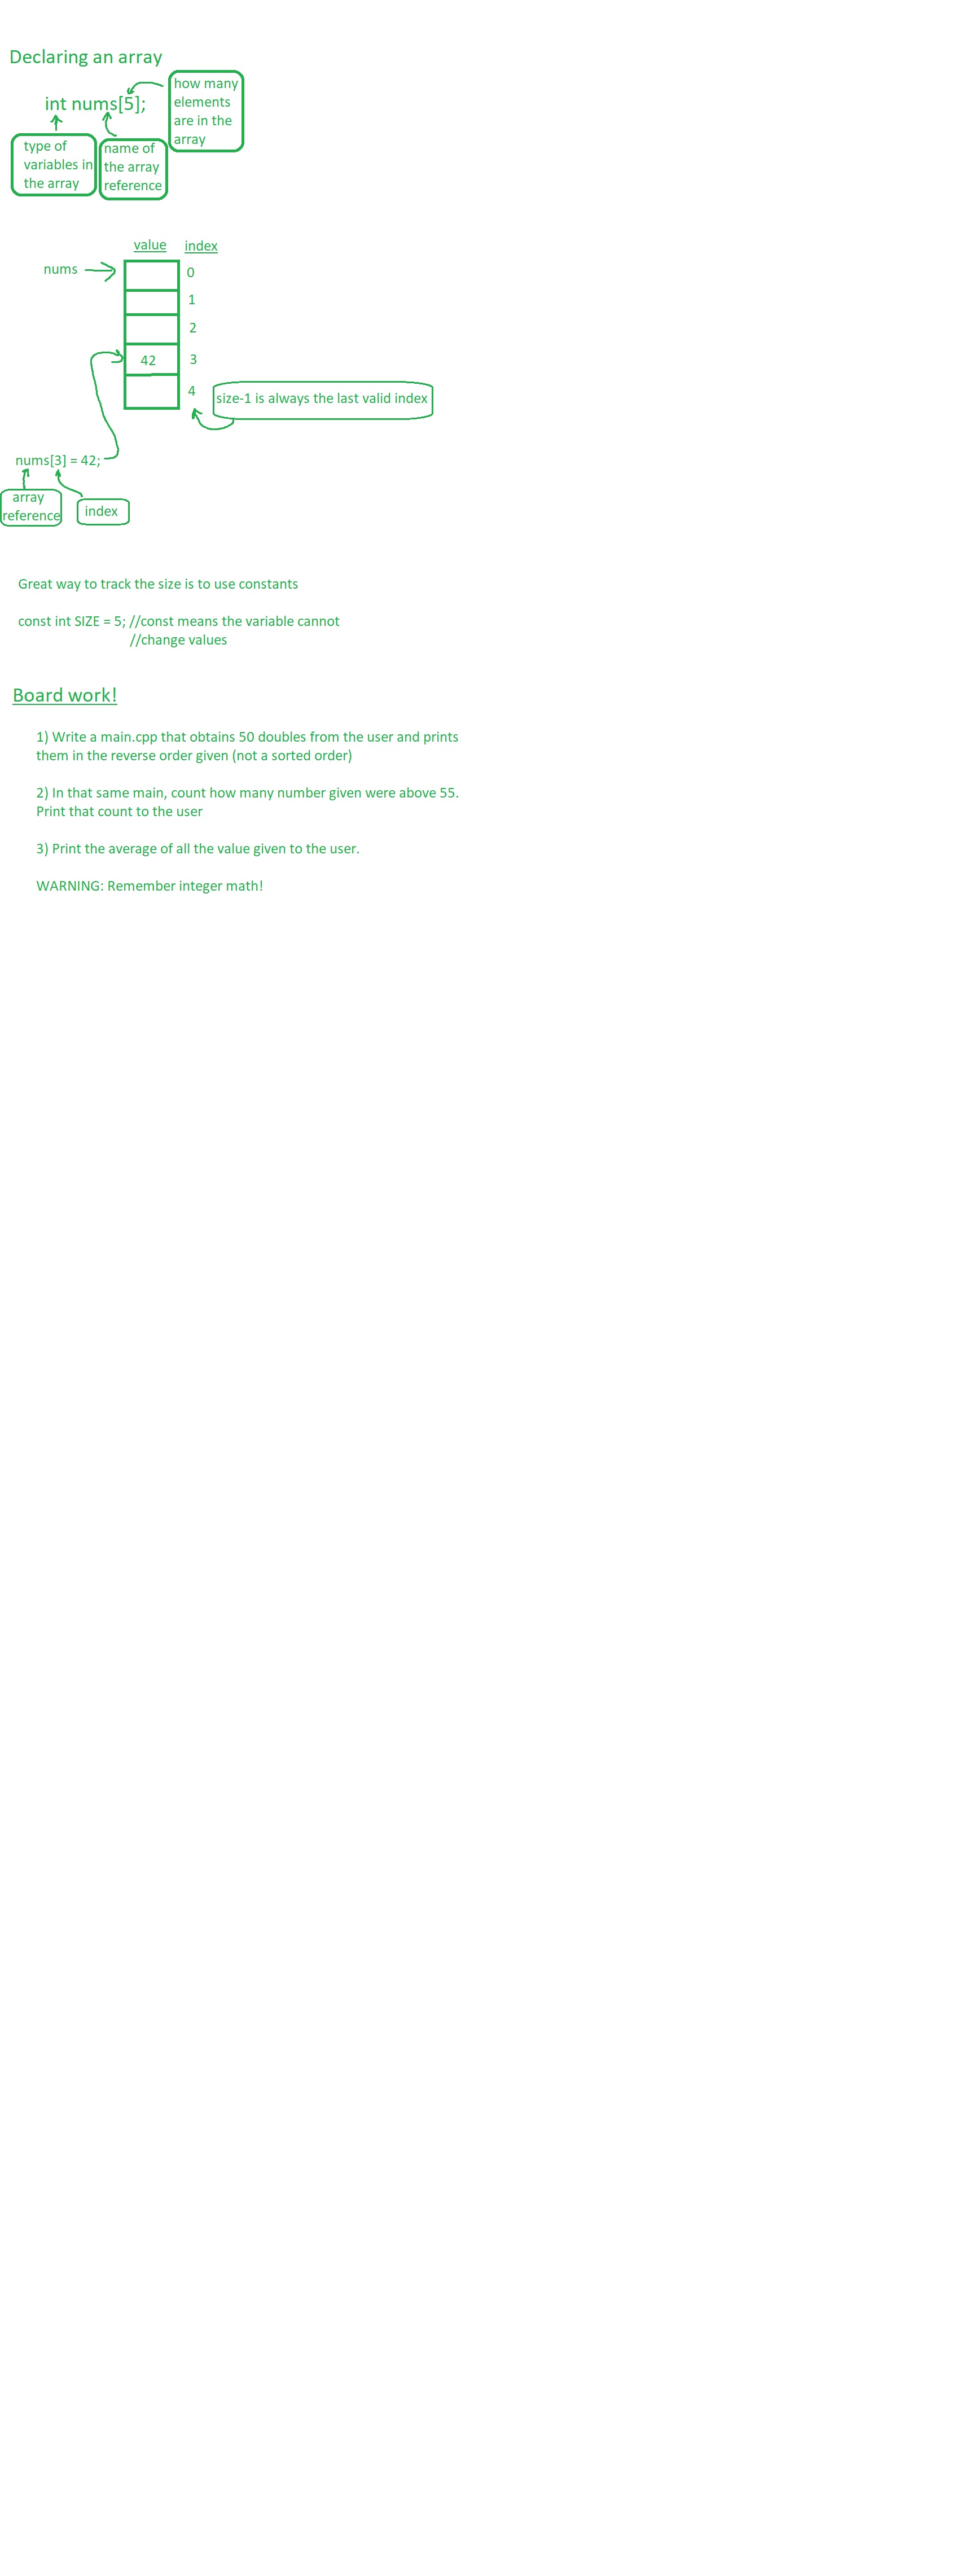 Declaring an array
how many
elements
are in the
array
int nums[5];
type of
variables in
the array
name of
the array
reference
value index
nums
0
1
2
42 3
4
size-1 is always the last valid index
nums[3] = 42;
array
reference
index
Great way to track the size is to use constants
const int SIZE = 5; //const means the variable cannot
//change values
Board work!
1) Write a main.cpp that obtains 50 doubles from the user and prints
them in the reverse order given (not a sorted order)
2) In that same main, count how many number given were above 55.
Print that count to the user
3) Print the average of all the value given to the user.
WARNING: Remember integer math!